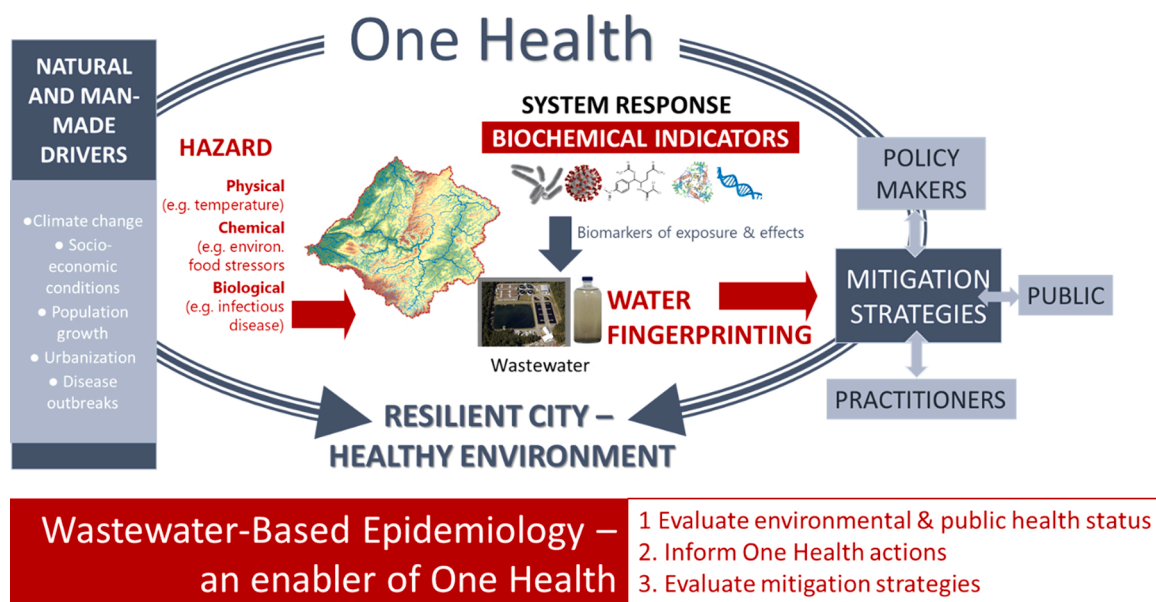 One Health
NATURAL
AND MAN-
MADE
DRIVERS
●Climate change
● Socio-
economic
conditions
● Population
growth
● Urbanization
● Disease
outbreaks
HAZARD
Physical
(e.g. temperature)
Chemical
(e.g. environ.
food stressors
Biological
(e.g. infectious
disease)
SYSTEM RESPONSE
BIOCHEMICAL INDICATORS
Biomarkers of exposure & effects
Wastewater
WATER
FINGERPRINTING
POLICY
MAKERS
MITIGATION
STRATEGIES
PUBLIC
PRACTITIONERS
RESILIENT CITY –
HEALTHY ENVIRONMENT
Wastewater-Based Epidemiology –
an enabler of One Health
1 Evaluate environmental & public health status
2. Inform One Health actions
3. Evaluate mitigation strategies